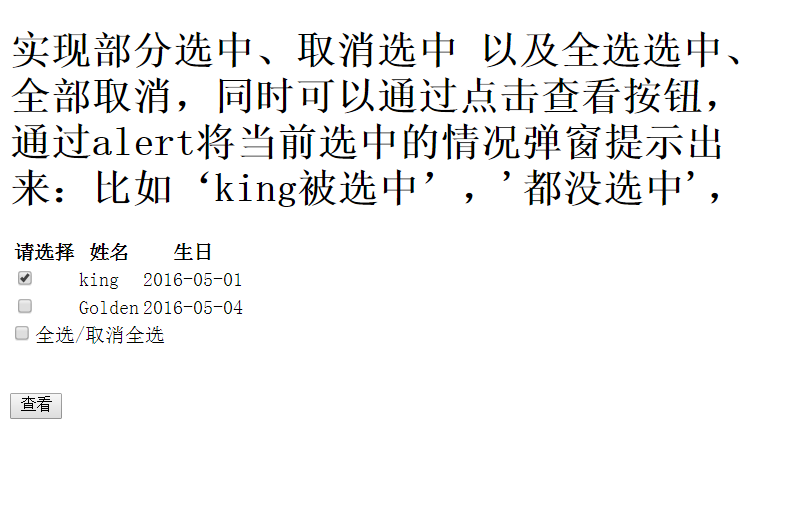 实现部分选中、取消选中 以及全选选中、
全部取消，同时可以通过点击查看按钮，
通过alert将当前选中的情况弹窗提示出
来：比如‘king被选中’，'都没选中'，
请选择 姓名 生日
king 2016-05-01
Golden 2016-05-04
全选/取消全选
查看